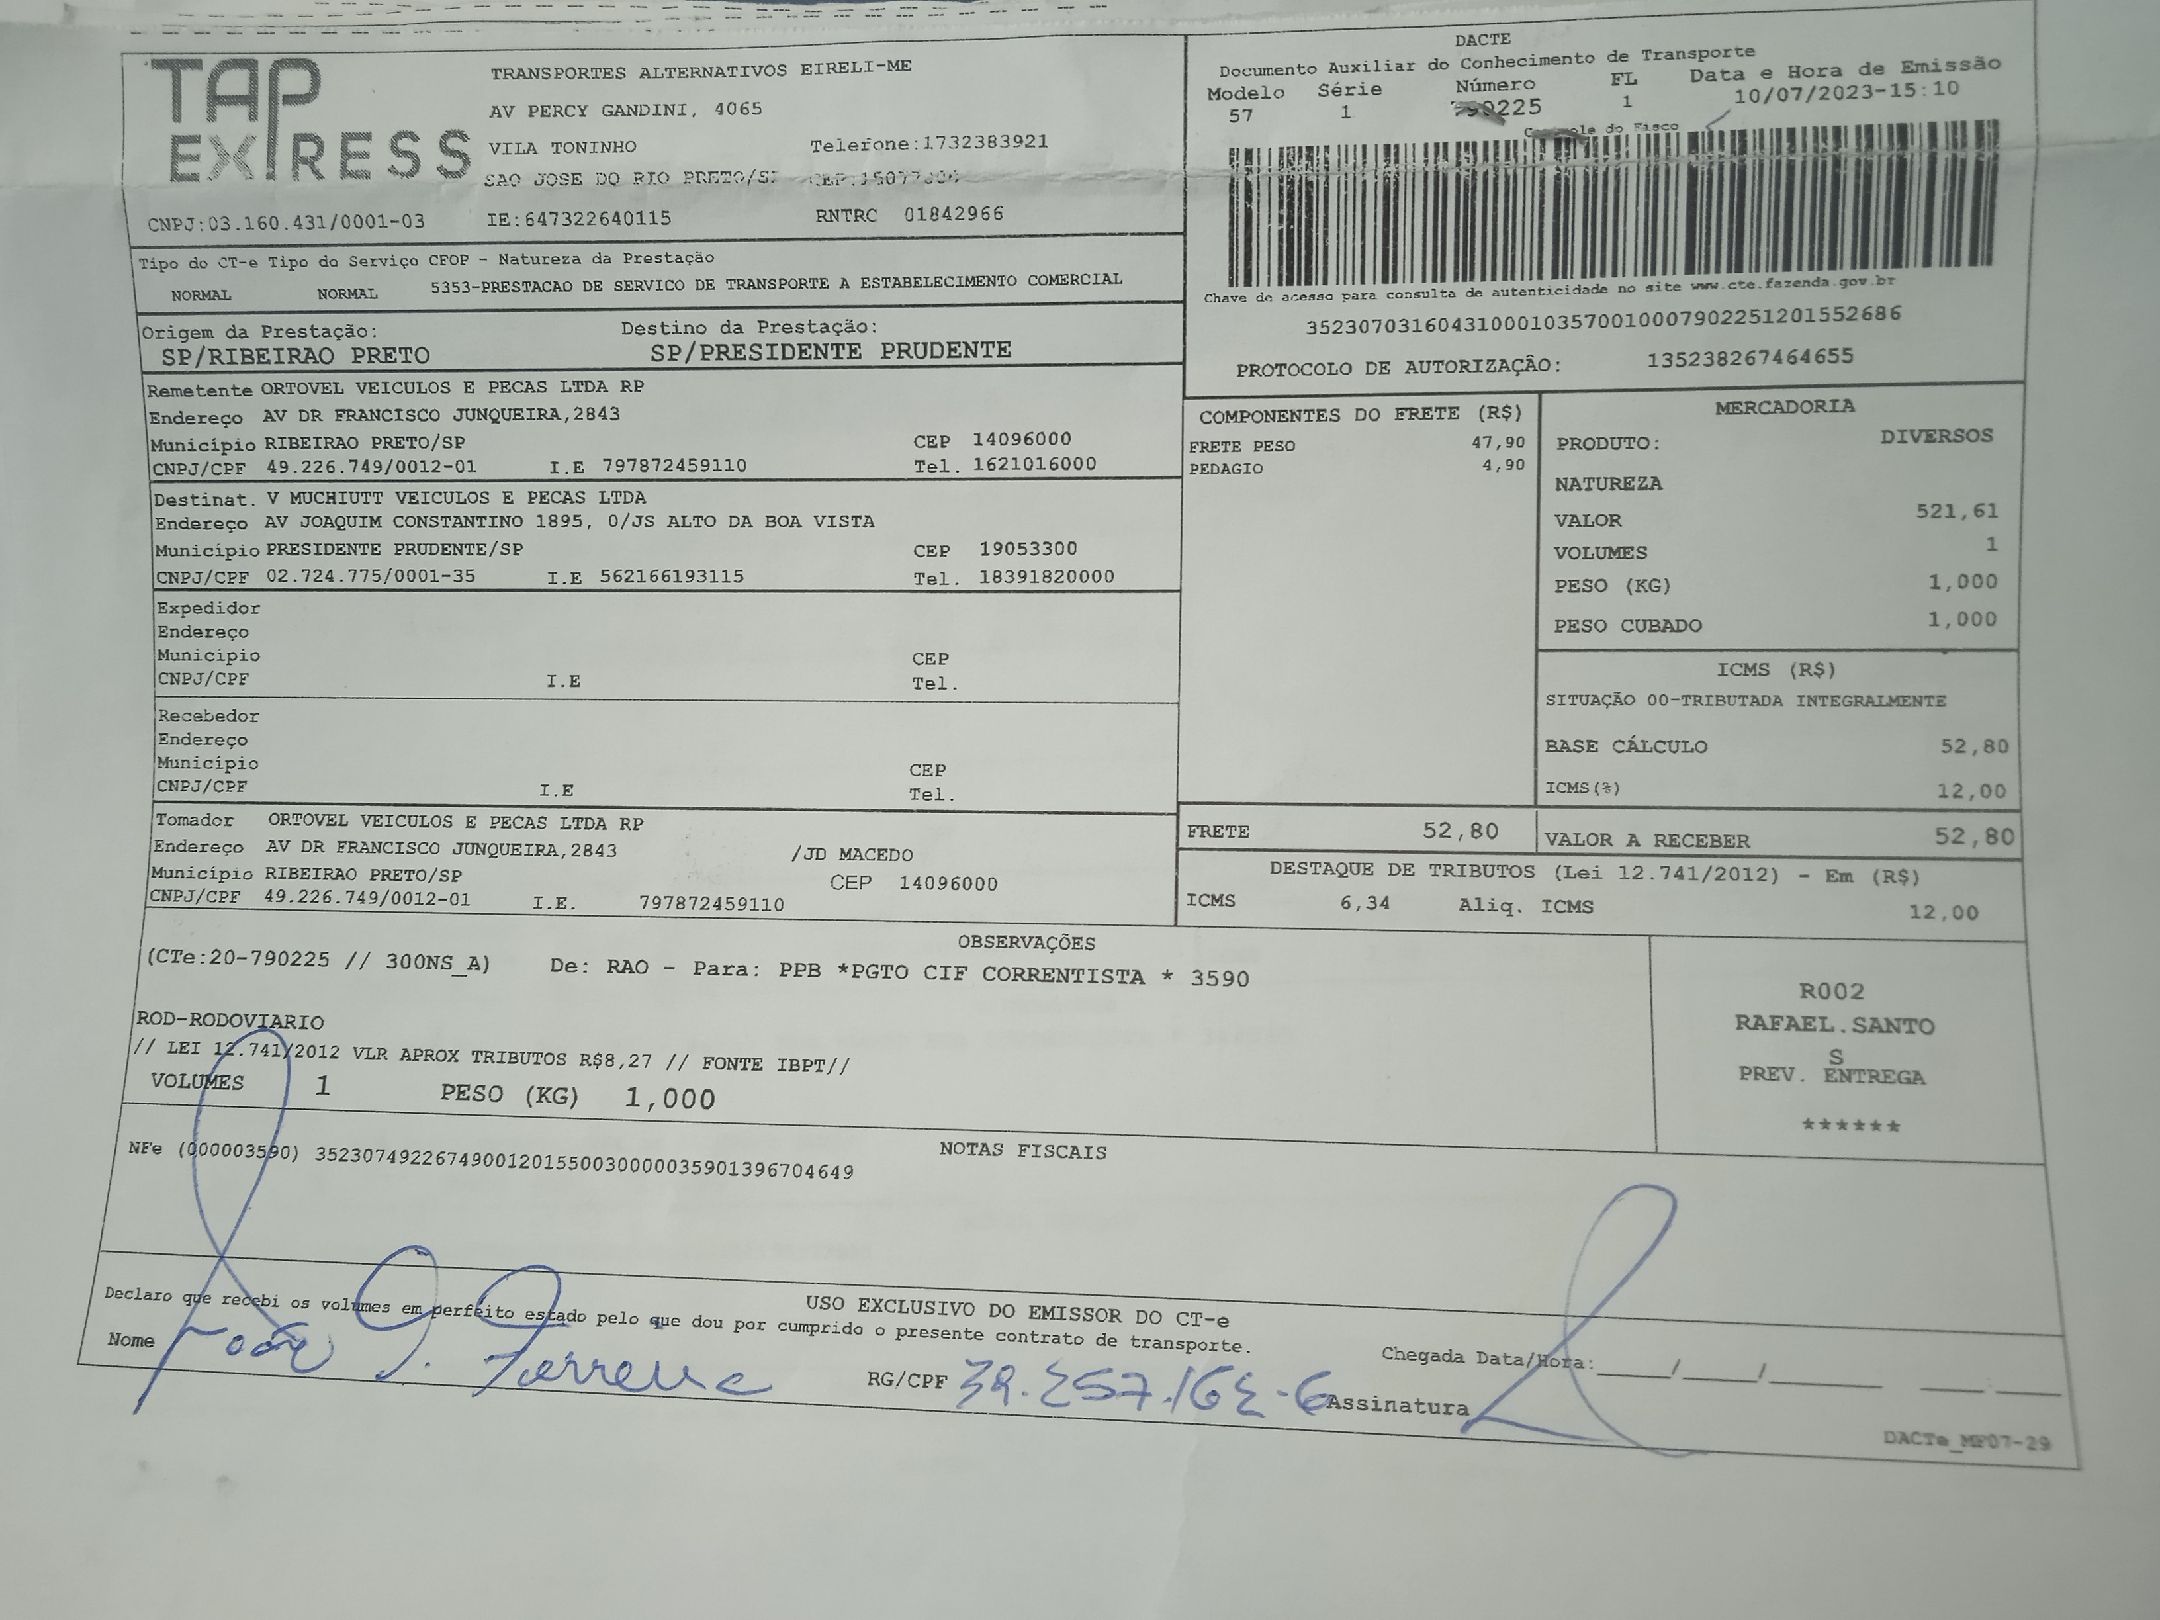 TAP
EXPRESS
TRANSPORTES ALTERNATIVOS EIRELI-ME
AV PERCY GANDINI, 4065
VILA TONINHO Telefone:1732383921
SAO JOSE DO RIO PRETO/SP
CNPJ:03.160.431/0001-03 IE:647322640115 RNTRC 01842966
DACTE
Documento Auxiliar do Conhecimento de Transporte
Modelo Série Número FL Data e Hora de Emissão
57 1 790225 1 10/07/2023-15:10
Controle do Fisco
Chave de acesso para consulta de autenticidade no site www.cte.fazenda.gov.br
35230703160431000103570010007902251201552686
PROTOCOLO DE AUTORIZAÇÃO: 135238267464655
Tipo do CT-e Tipo do Serviço CFOP - Natureza da Prestação
NORMAL NORMAL 5353-PRESTACAO DE SERVICO DE TRANSPORTE A ESTABELECIMENTO COMERCIAL
Origem da Prestação: Destino da Prestação:
SP/RIBEIRAO PRETO SP/PRESIDENTE PRUDENTE
Remetente ORTOVEL VEICULOS E PECAS LTDA RP
Endereço AV DR FRANCISCO JUNQUEIRA,2843
Município RIBEIRAO PRETO/SP CEP 14096000
CNPJ/CPF 49.226.749/0012-01 I.E 797872459110 Tel. 1621016000
Destinat. V MUCHIUTT VEICULOS E PECAS LTDA
Endereço AV JOAQUIM CONSTANTINO 1895, 0/JS ALTO DA BOA VISTA
Município PRESIDENTE PRUDENTE/SP CEP 19053300
CNPJ/CPF 02.724.775/0001-35 I.E 562166193115 Tel. 18391820000
Expedidor
Endereço
Município CEP
CNPJ/CPF I.E Tel.
Recebedor
Endereço
Município CEP
CNPJ/CPF I.E Tel.
Tomador ORTOVEL VEICULOS E PECAS LTDA RP
Endereço AV DR FRANCISCO JUNQUEIRA,2843 /JD MACEDO
Município RIBEIRAO PRETO/SP CEP 14096000
CNPJ/CPF 49.226.749/0012-01 I.E. 797872459110
COMPONENTES DO FRETE (R$)
FRETE PESO 47,90
PEDAGIO 4,90
MERCADORIA
PRODUTO: DIVERSOS
NATUREZA
VALOR 521,61
VOLUMES 1
PESO (KG) 1,000
PESO CUBADO 1,000
ICMS (R$)
SITUAÇÃO 00-TRIBUTADA INTEGRALMENTE
BASE CÁLCULO 52,80
ICMS(%) 12,00
FRETE 52,80 VALOR A RECEBER 52,80
DESTAQUE DE TRIBUTOS (Lei 12.741/2012) - Em (R$)
ICMS 6,34 Aliq. ICMS 12,00
OBSERVAÇÕES
(CTe:20-790225 // 300NS_A) De: RAO - Para: PPB *PGTO CIF CORRENTISTA * 3590
ROD-RODOVIARIO
// LEI 12.741/2012 VLR APROX TRIBUTOS R$8,27 // FONTE IBPT//
VOLUMES 1 PESO (KG) 1,000
R002
RAFAEL.SANTO
S
PREV. ENTREGA
******
NOTAS FISCAIS
NFe (000003590) 35230749226749001201550030000035901396704649
USO EXCLUSIVO DO EMISSOR DO CT-e
Declaro que recebi os volumes em perfeito estado pelo que dou por cumprido o presente contrato de transporte.
Nome João RG/CPF 39.257.162-6 Assinatura Chegada Data/Hora: / /
DACTe_MF07-29